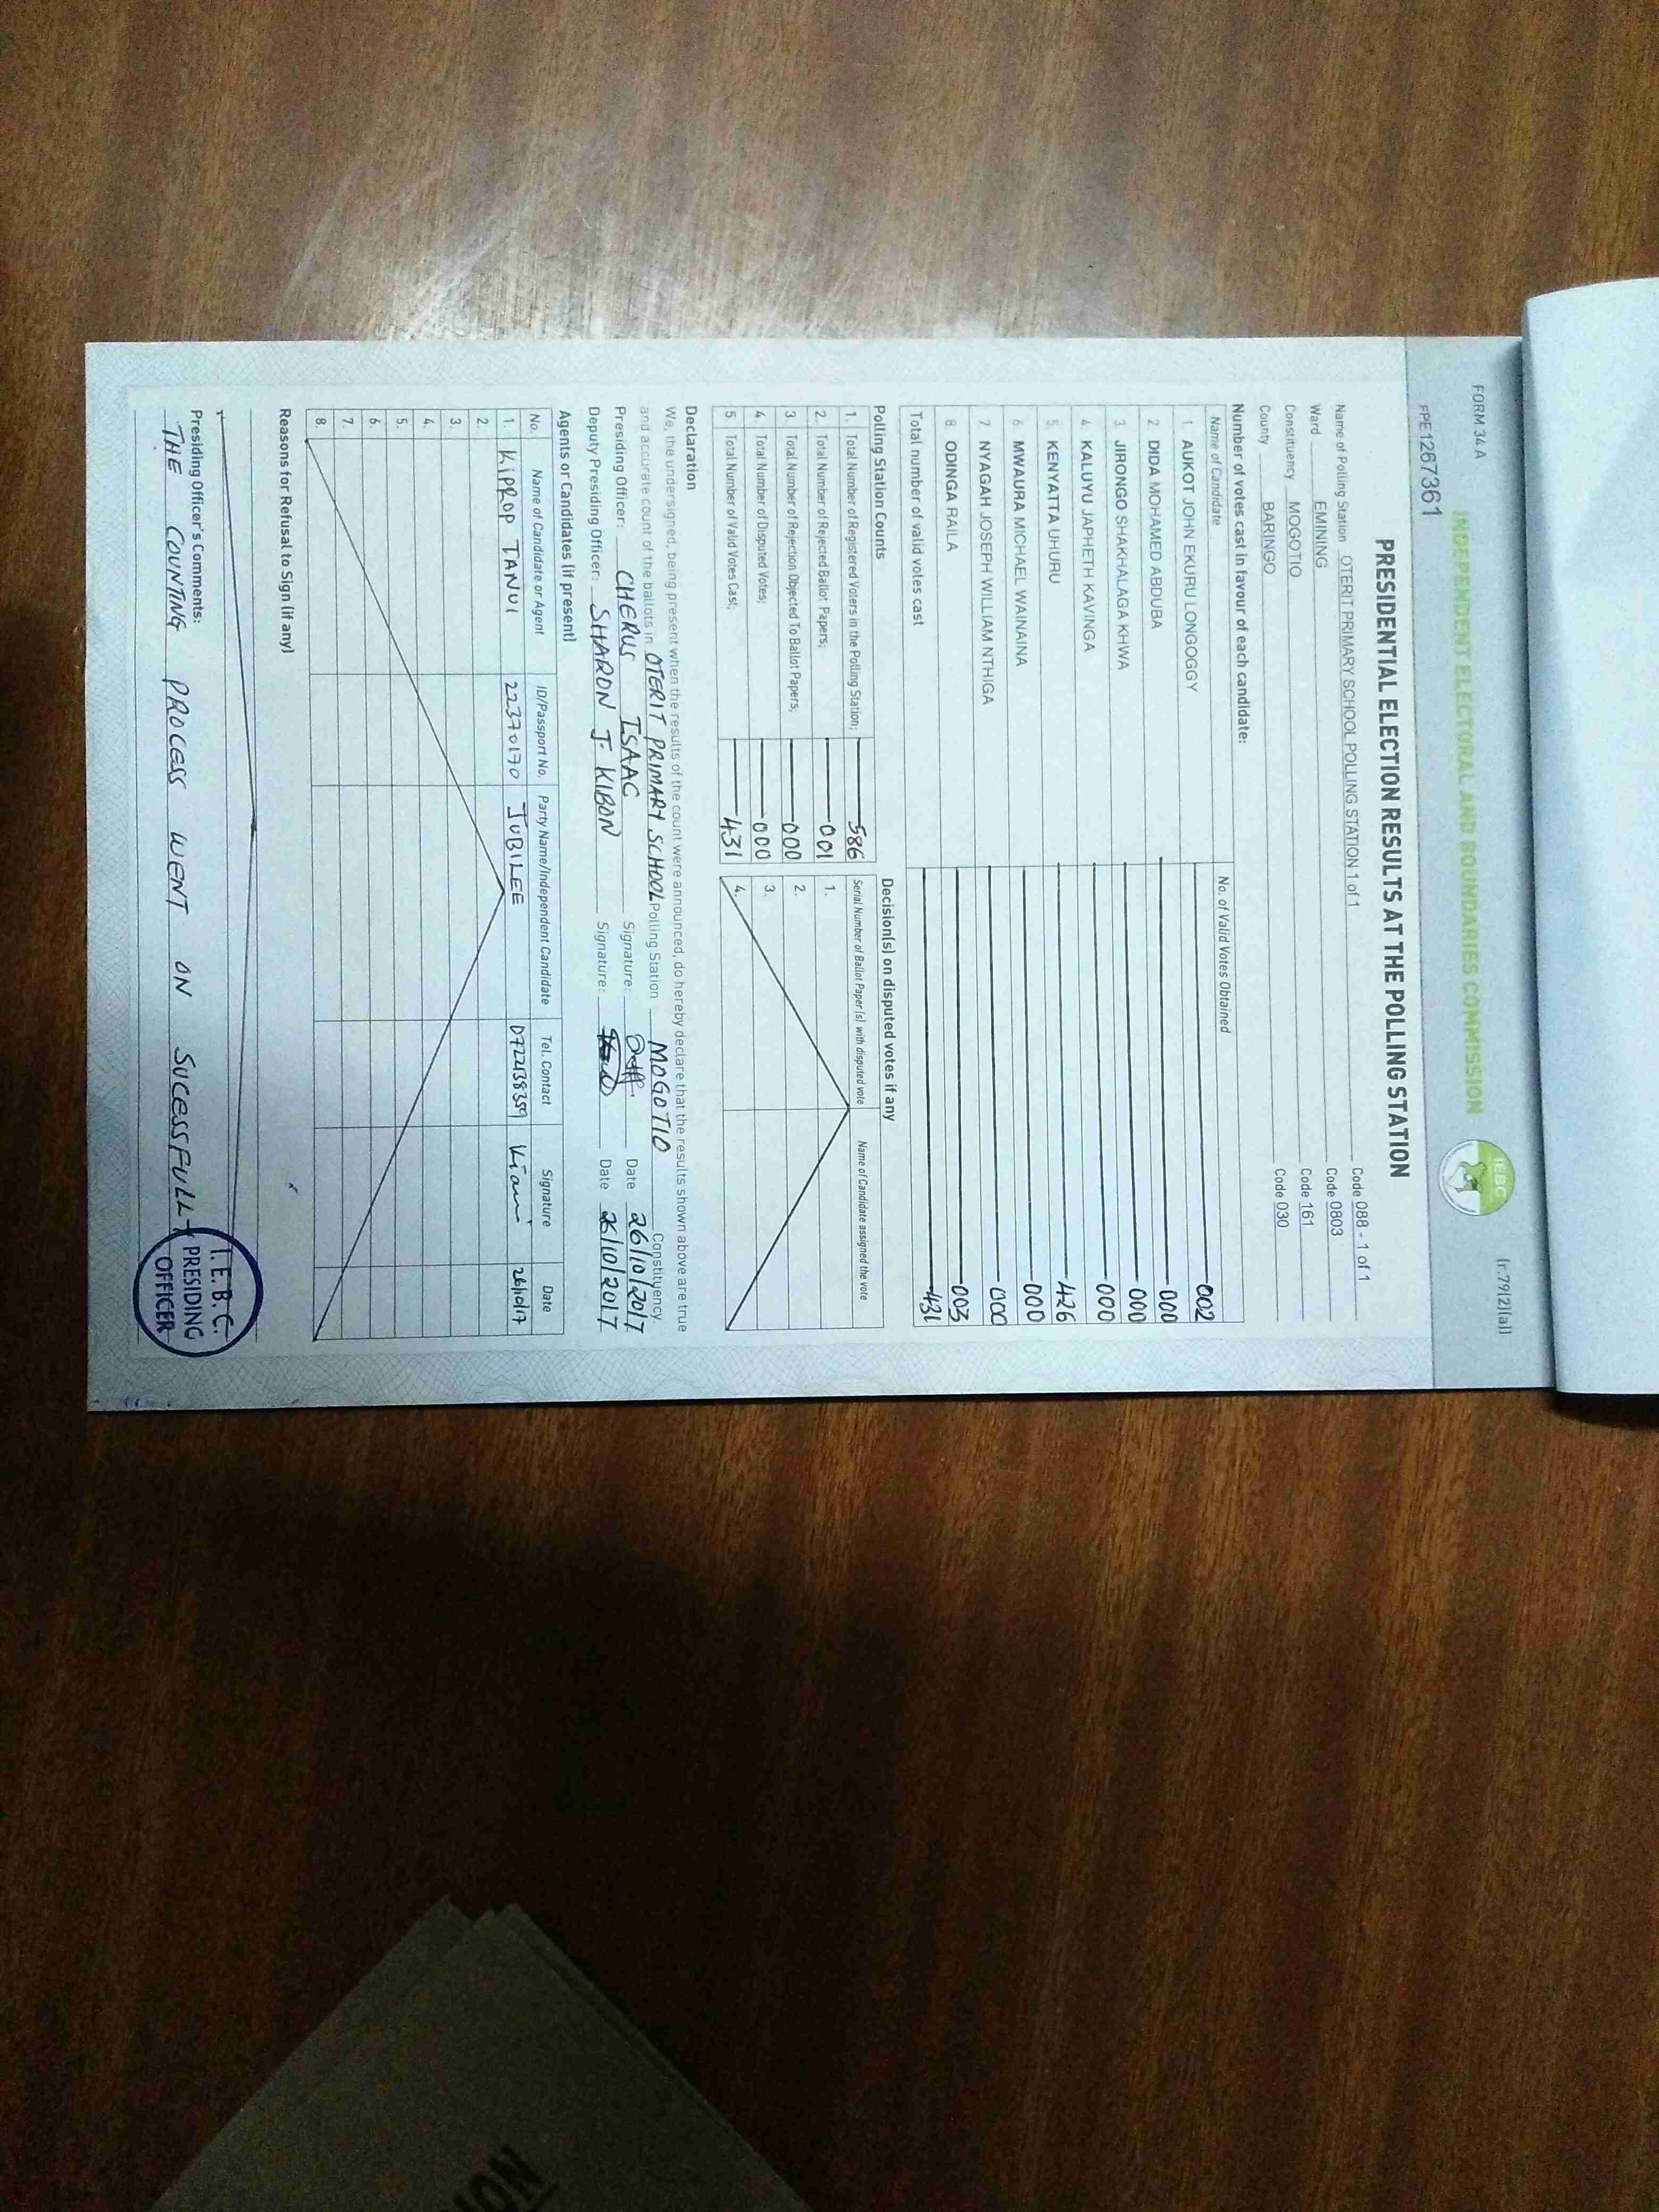 FORM 34A
(r.79(2)(a))
INDEPENDENT ELECTORAL AND BOUNDARIES COMMISSION
IEBC
PPE1267361
PRESIDENTIAL ELECTION RESULTS AT THE POLLING STATION
Name of Polling Station OTERIT PRIMARY SCHOOL POLLING STATION 1 of 1 Code 088 - 1 of 1
Ward EMINING Code 0803
Constituency MOGOTIO Code 161
County BARINGO Code 030
Number of votes cast in favour of each candidate:
Name of Candidate No. of Valid Votes Obtained
1 AUKOT JOHN EKURU LONGOGGY 002
2 DIDA MOHAMED ABDUBA 000
3 JIRONGO SHAKHALAGA KHWA 000
4 KALUYU JAPHETH KAVINGA 000
5 KENYATTA UHURU 426
6 MWAURA MICHAEL WAINAINA 000
7 NYAGAH JOSEPH WILLIAM NTHIGA 000
8 ODINGA RAILA 003
Total number of valid votes cast 431
Polling Station Counts
1. Total Number of Registered Voters in the Polling Station; 586
2. Total Number of Rejected Ballot Papers; 001
3. Total Number of Rejection Objected To Ballot Papers; 000
4. Total Number of Disputed Votes; 000
5 Total Number of Valid Votes Cast; 431
Decision(s) on disputed votes if any
Serial Number of Ballot Paper (s) with disputed vote Name of Candidate assigned the vote
1.
2.
3.
4.
Declaration
We, the undersigned, being present when the results of the count were announced, do hereby declare that the results shown above are true
and accurate count of the ballots in OTERIT PRIMARY SCHOOL Polling Station MOGOTIO Constituency.
Presiding Officer: CHERUS ISAAC Signature: Date 26/10/2017
Deputy Presiding Officer: SHARON J. KIBON Signature: Date 26/10/2017
Agents or Candidates (if present)
No. Name of Candidate or Agent ID/Passport No. Party Name/Independent Candidate Tel. Contact Signature Date
1. KIPROP TANUI 22370170 JUBILEE 0722138359 26/10/17
2.
3.
4.
5.
6.
7.
8.
Reasons for Refusal to Sign (if any)
Presiding Officer's Comments:
THE COUNTING PROCESS WENT ON SUCESSFULLY
I.E.B.C.
PRESIDING
OFFICER